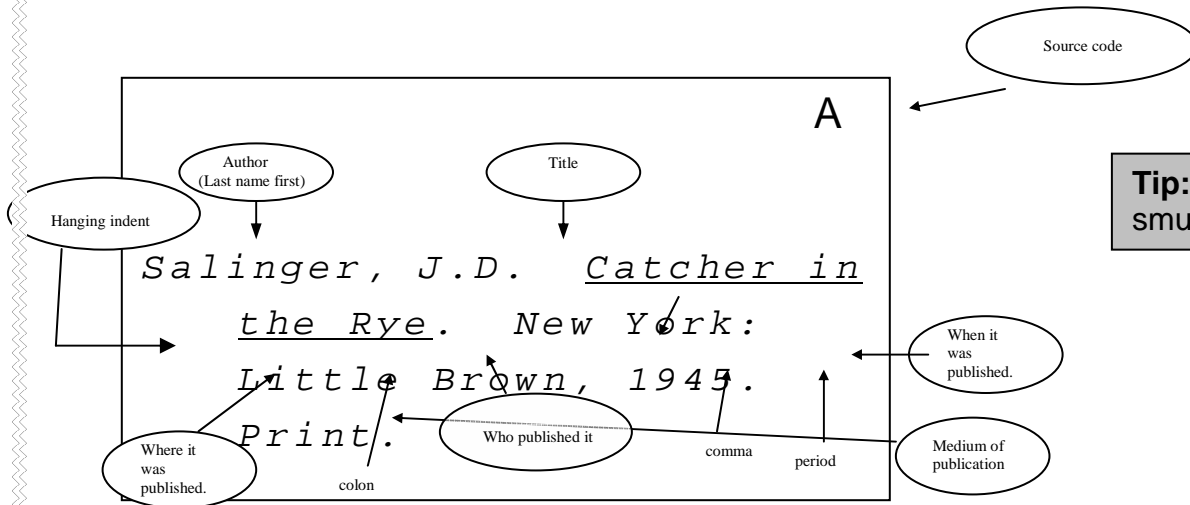 Source code
A
Author
(Last name first)
Title
Tip:
smu
Hanging indent
Salinger, J.D. Catcher in
the Rye. New York:
When it
was
published.
Little Brown, 1945.
Print.
Who published it
Where it
was
published.
colon
comma
period
Medium of
publication